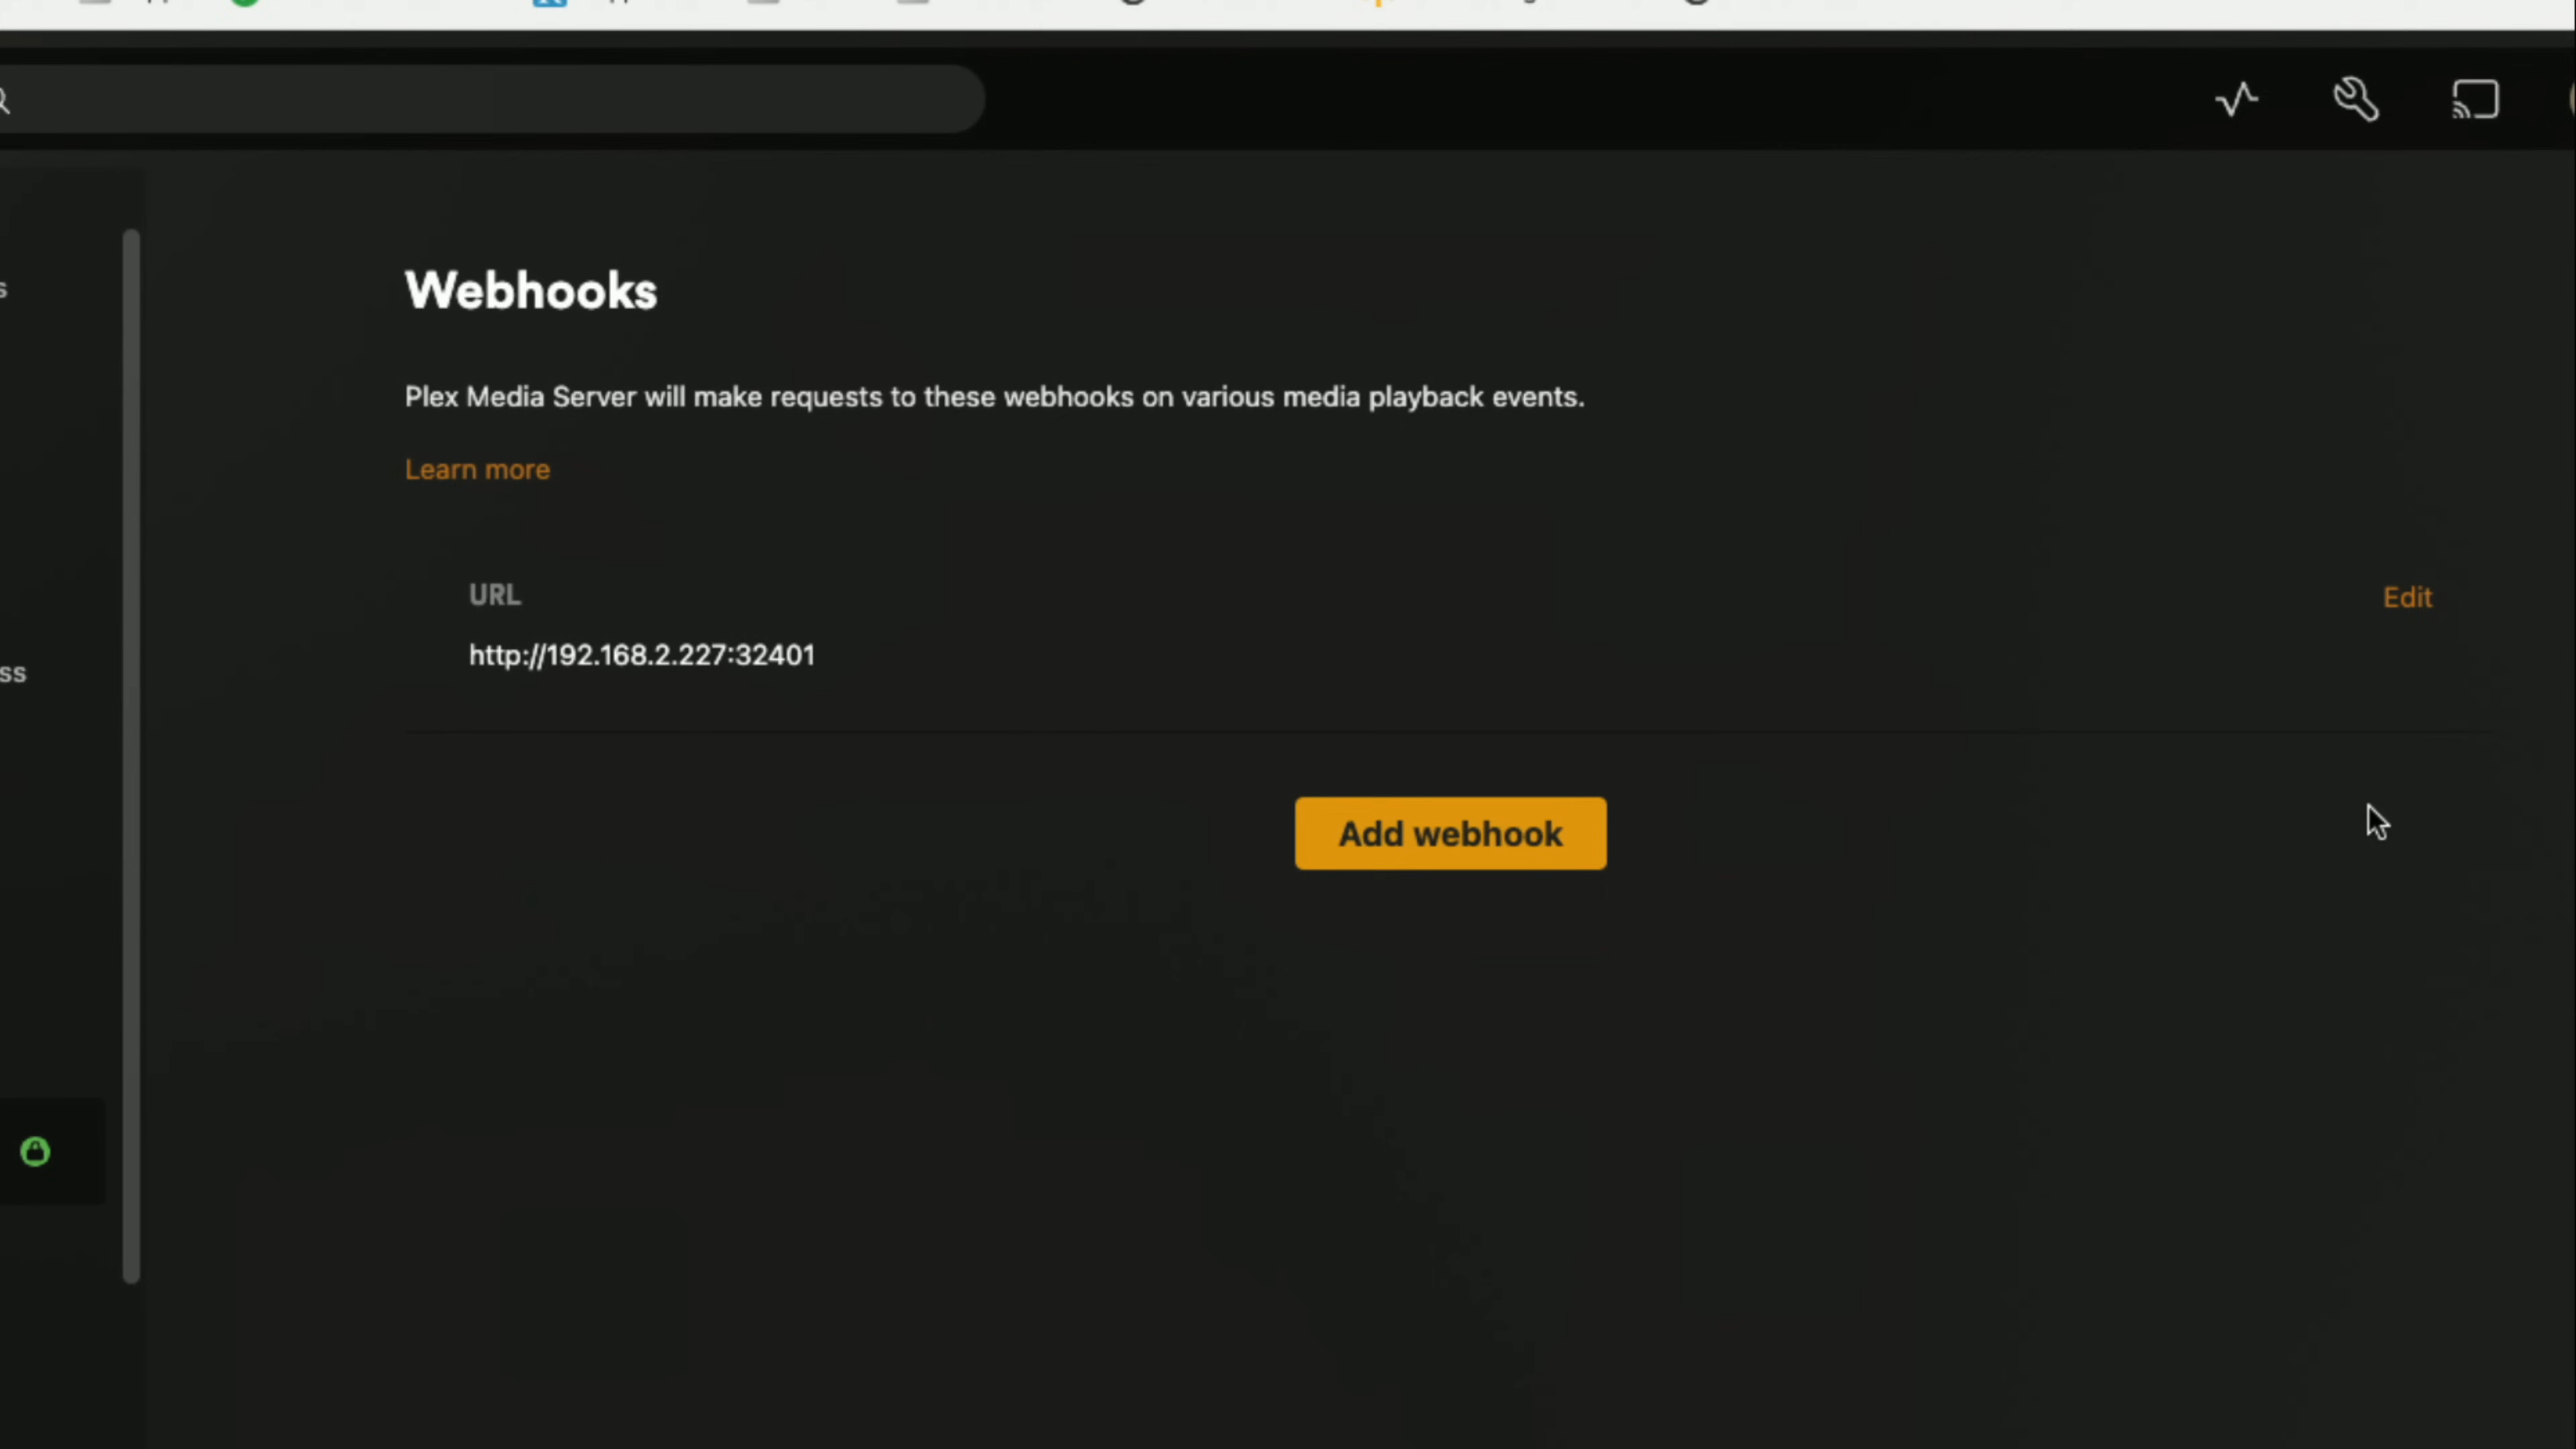 Webhooks
Plex Media Server will make requests to these webhooks on various media playback events.
Learn more
URL
Edit
http://192.168.2.227:32401
ss
Add webhook